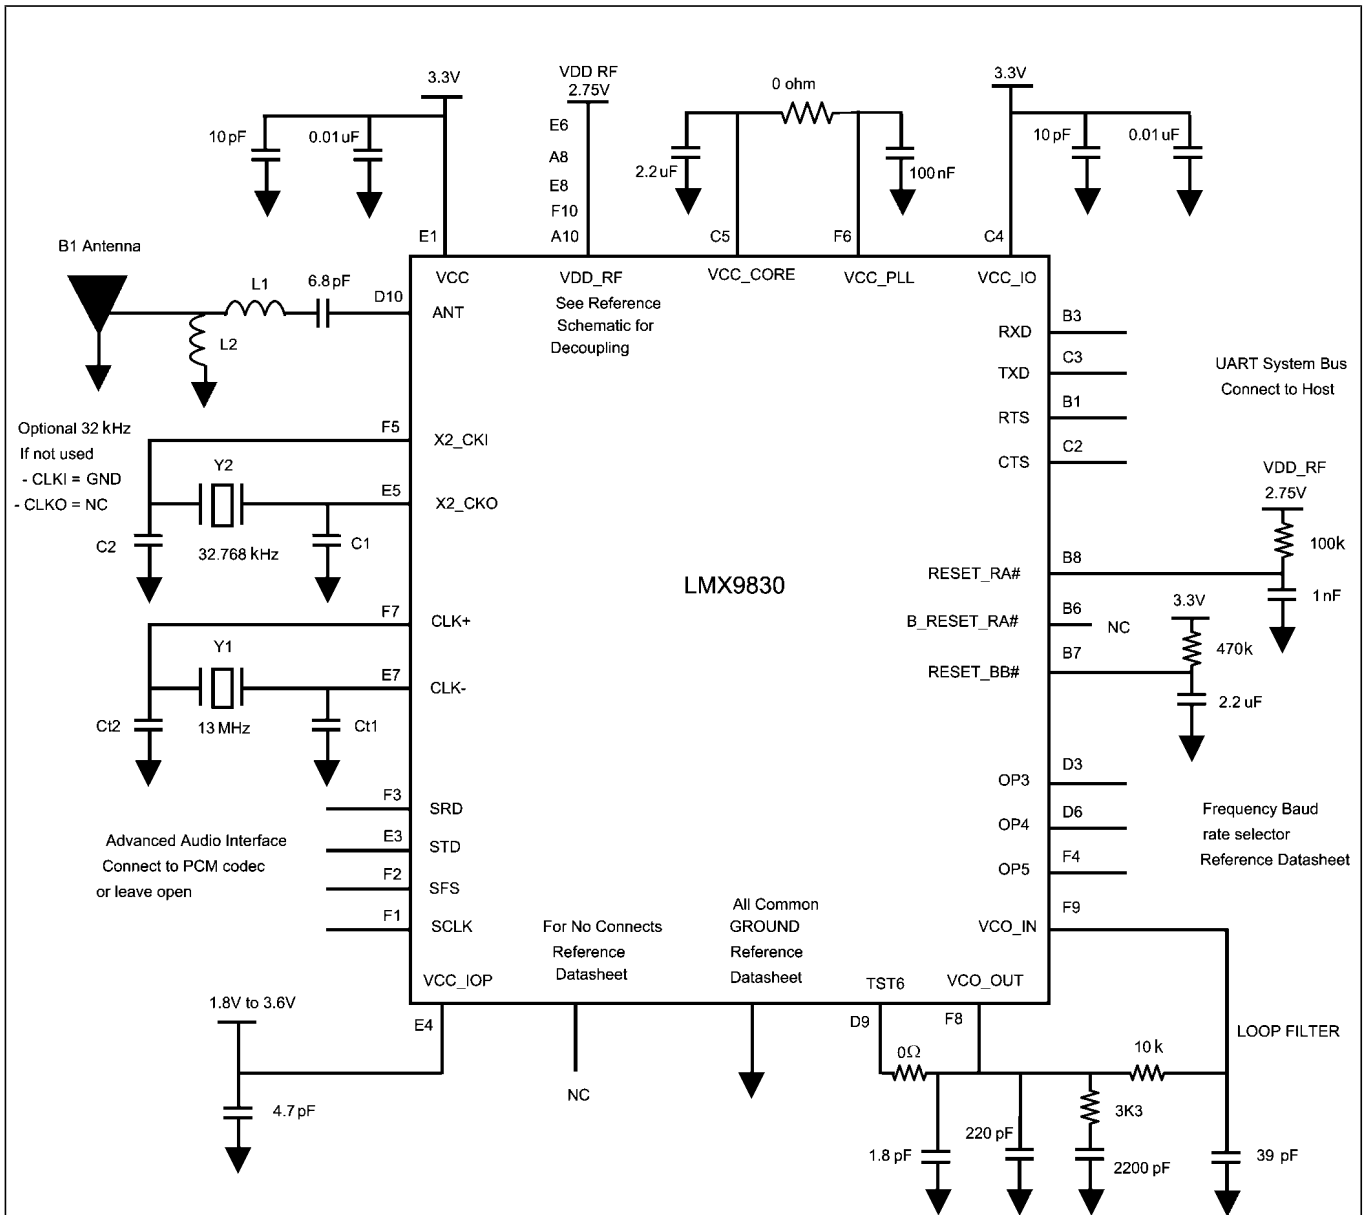 3.3V
10 pF
0.01 uF
E1
VDD RF
2.75V
E6
A8
E8
F10
A10
0 ohm
2.2 uF
100 nF
C5
F6
3.3V
10 pF
0.01 uF
C4
B1 Antenna
L1
6.8 pF
D10
L2
VCC
ANT
VDD_RF
See Reference
Schematic for
Decoupling
VCC_CORE
VCC_PLL
VCC_IO
RXD
B3
TXD
C3
RTS
B1
CTS
C2
UART System Bus
Connect to Host
Optional 32 kHz
If not used
- CLKI = GND
- CLKO = NC
F5
X2_CKI
Y2
E5
X2_CKO
C2
32.768 kHz
C1
VDD_RF
2.75V
100k
RESET_RA#
B8
1 nF
LMX9830
F7
CLK+
Y1
E7
CLK-
Ct2
13 MHz
Ct1
B_RESET_RA#
B6
NC
3.3V
470k
RESET_BB#
B7
2.2 uF
OP3
D3
OP4
D6
OP5
F4
Frequency Baud
rate selector
Reference Datasheet
Advanced Audio Interface
Connect to PCM codec
or leave open
F3
SRD
E3
STD
F2
SFS
F1
SCLK
For No Connects
Reference
Datasheet
All Common
GROUND
Reference
Datasheet
VCO_IN
F9
VCC_IOP
TST6
VCO_OUT
1.8V to 3.6V
E4
4.7 pF
NC
D9
F8
0Ω
10 k
LOOP FILTER
3K3
1.8 pF
220 pF
2200 pF
39 pF